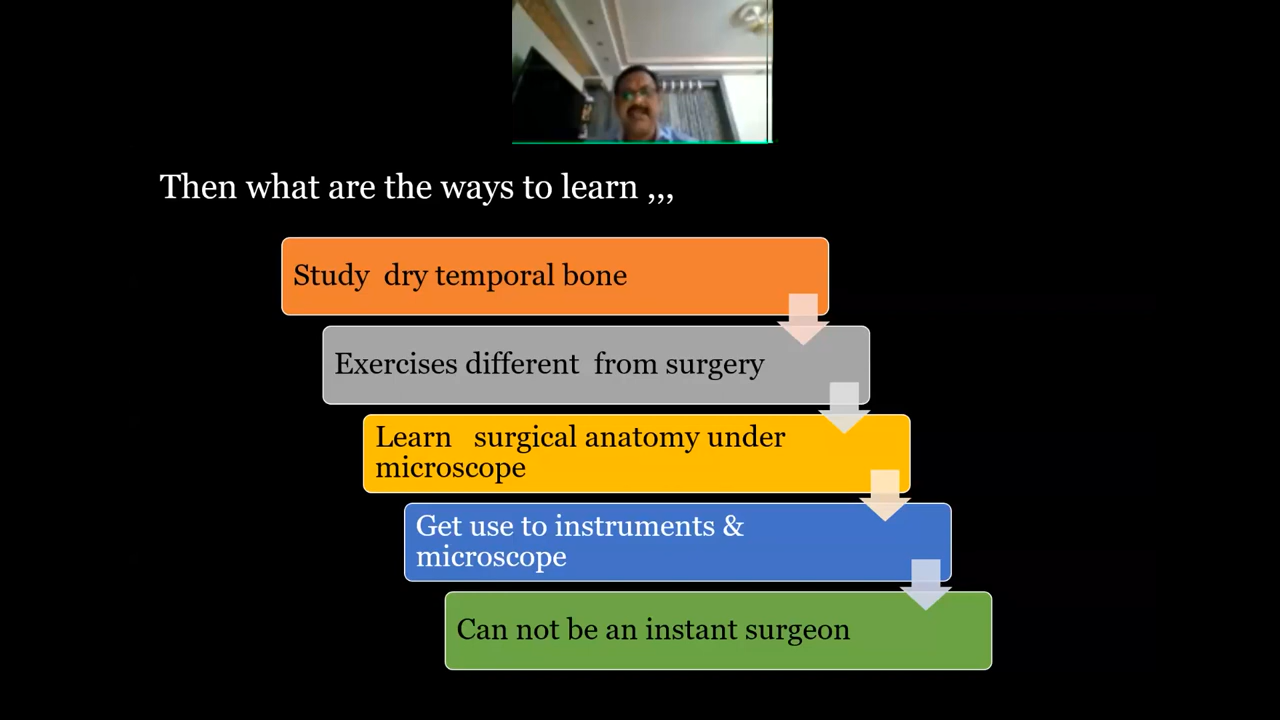 Then what are the ways to learn ,,,
Study  dry temporal bone
Exercises different  from surgery
Learn   surgical anatomy under
microscope
Get use to instruments &
microscope
Can not be an instant surgeon